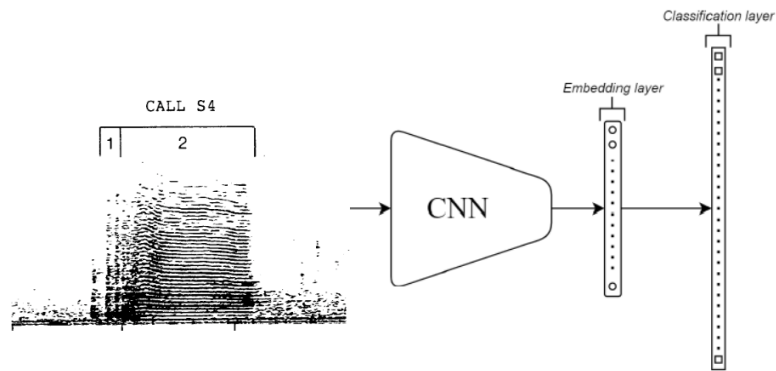 CALL S4
1 2
CNN
Embedding layer
Classification layer